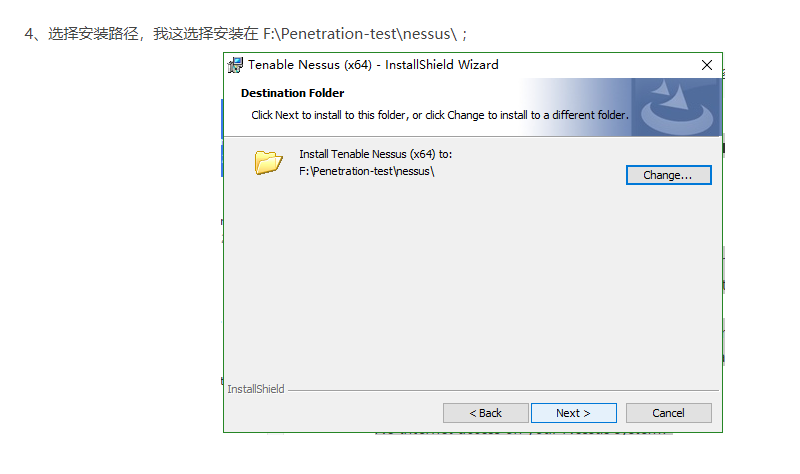 4、选择安装路径，我这选择安装在 F:\Penetration-test\nessus\ ；
Tenable Nessus (x64) - InstallShield Wizard
Destination Folder
Click Next to install to this folder, or click Change to install to a different folder.
Install Tenable Nessus (x64) to:
F:\Penetration-test\nessus\
Change...
InstallShield
< Back
Next >
Cancel